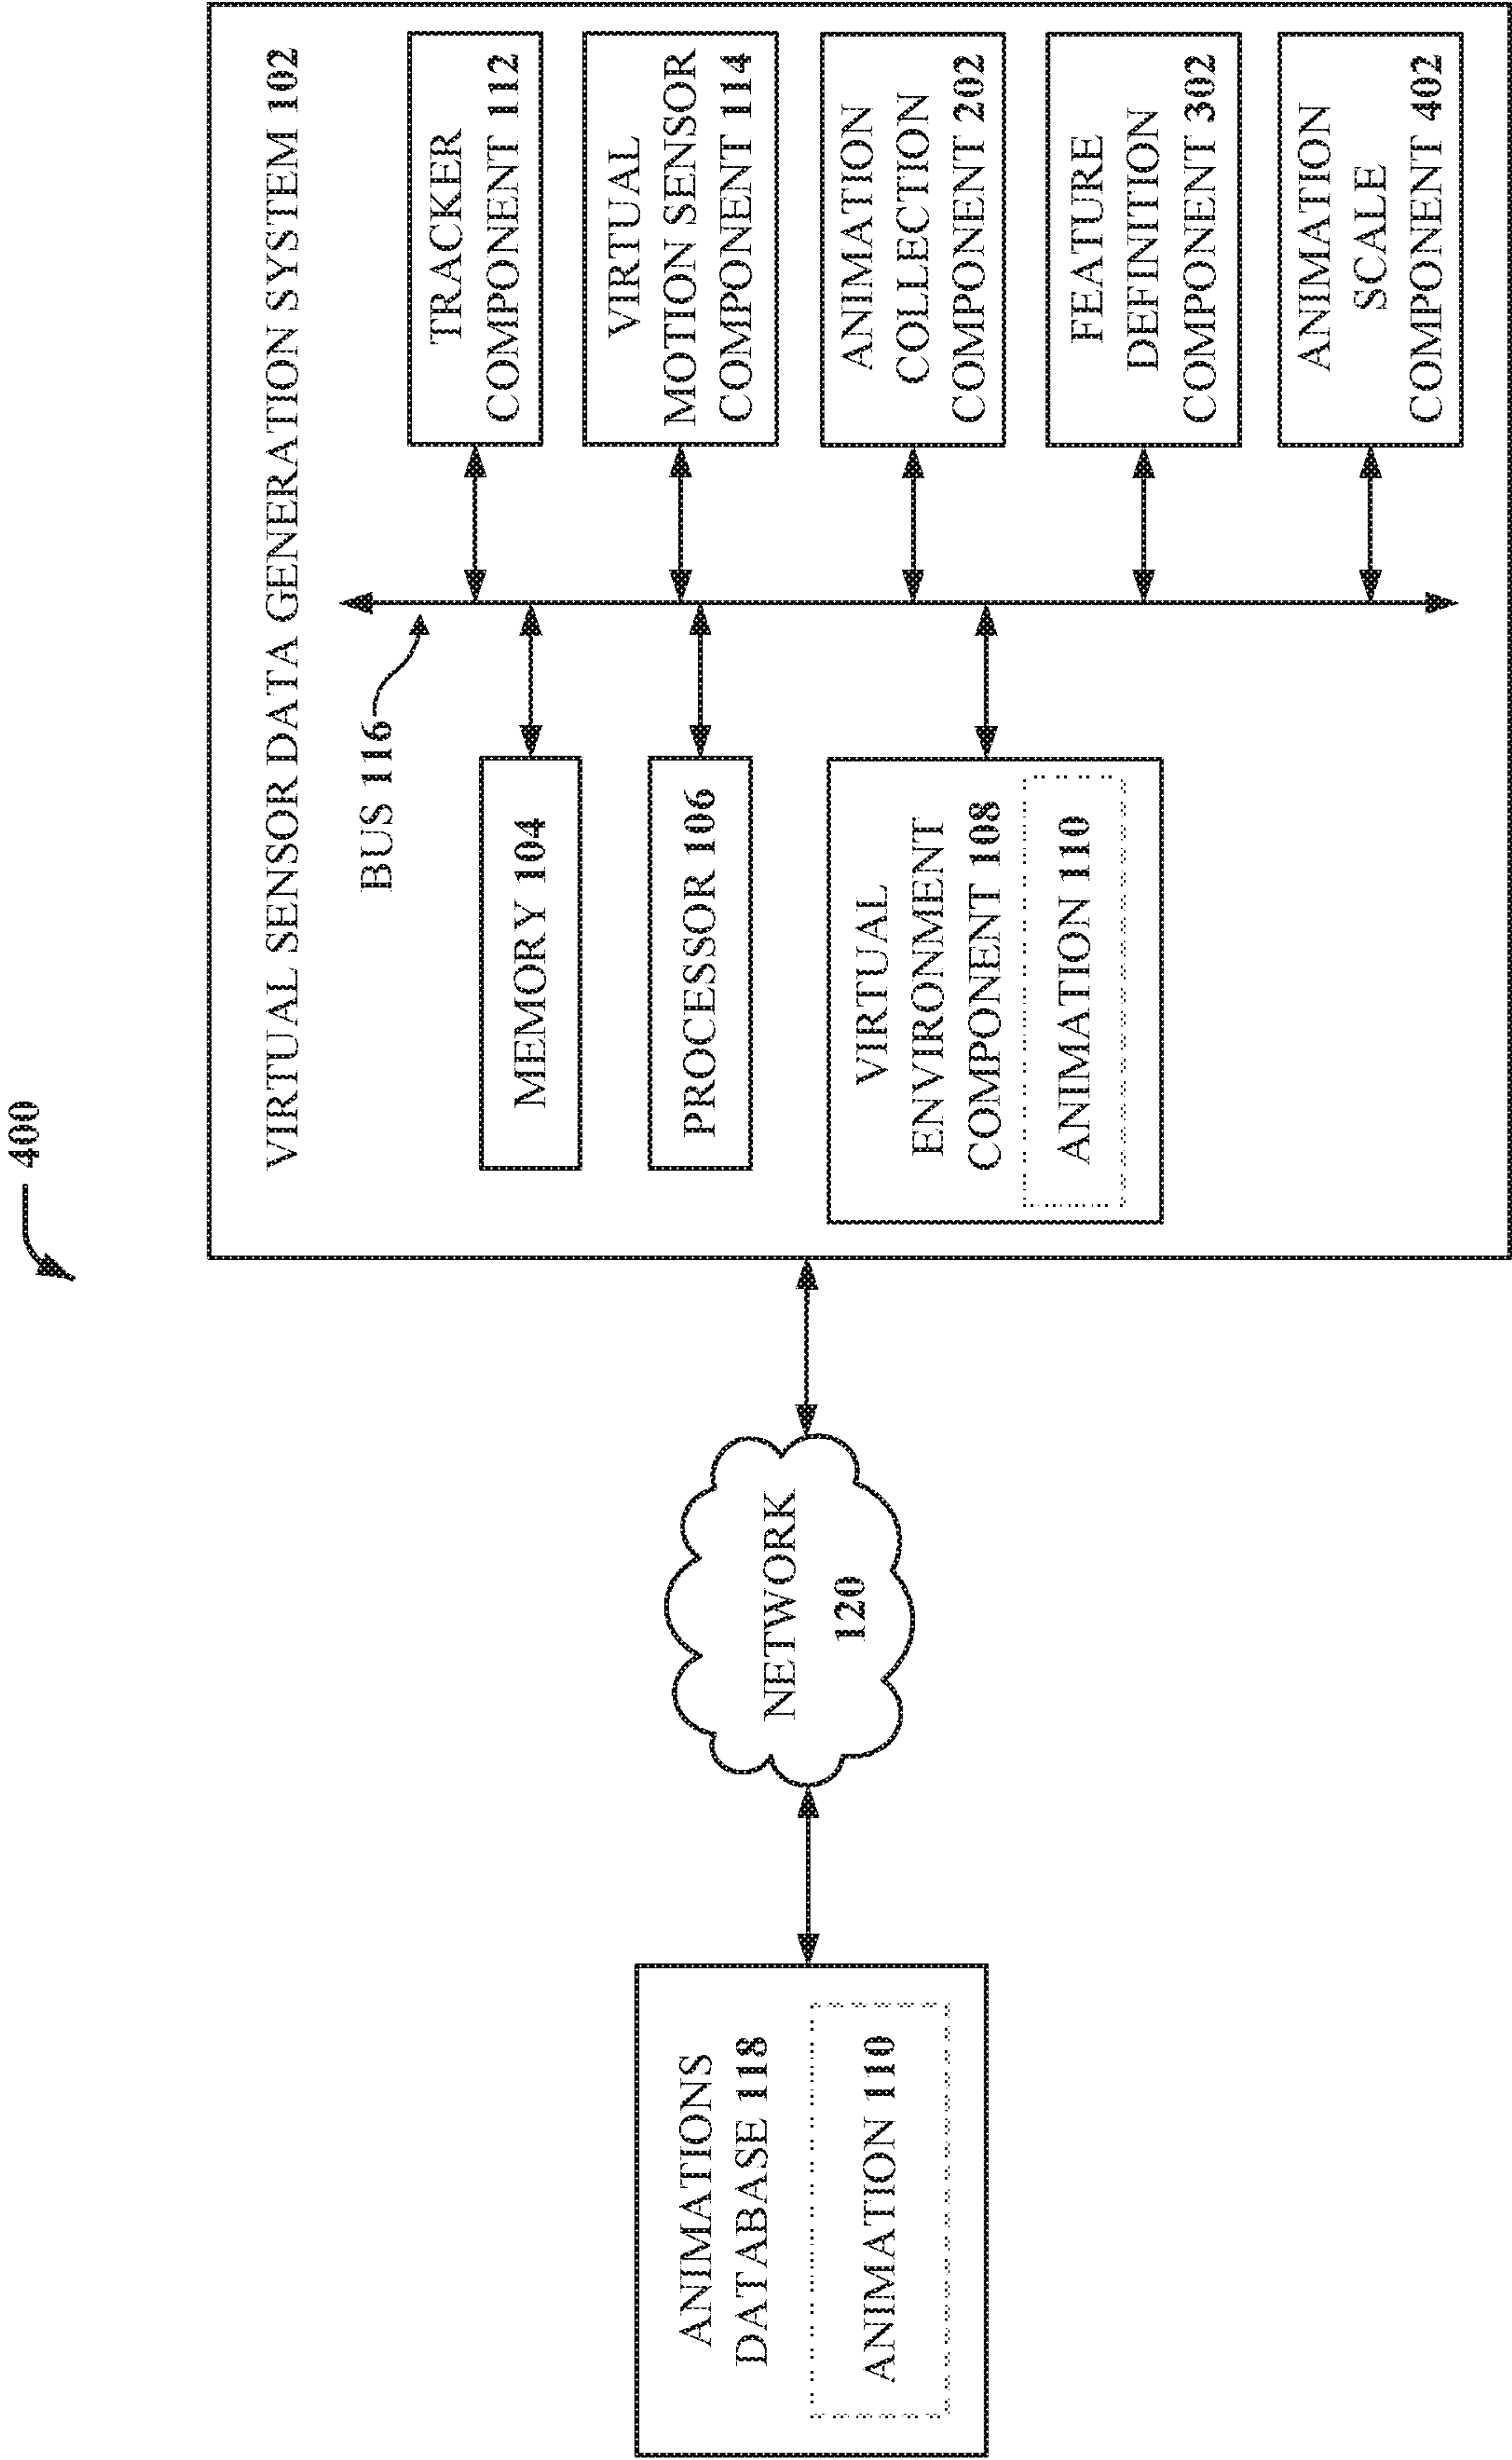 400
VIRTUAL SENSOR DATA GENERATION SYSTEM 102
BUS 116
ANIMATIONS
DATABASE 118
ANIMATION 110
NETWORK
120
MEMORY 104
PROCESSOR 106
VIRTUAL
ENVIRONMENT
COMPONENT 108
ANIMATION 110
TRACKER
COMPONENT 112
VIRTUAL
MOTION SENSOR
COMPONENT 114
ANIMATION
COLLECTION
COMPONENT 202
FEATURE
DEFINITION
COMPONENT 302
ANIMATION
SCALE
COMPONENT 402